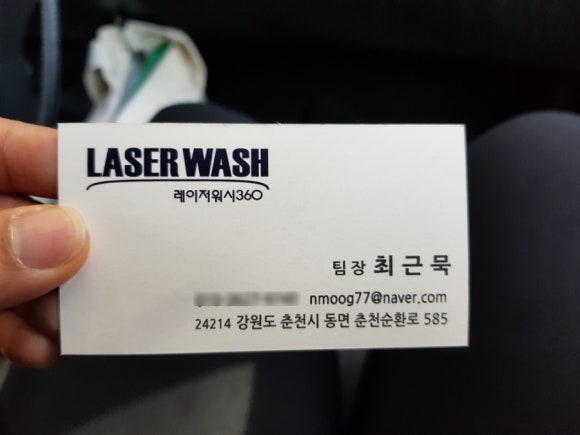 LASER WASH
레이저워시360
팀장 최근묵
nmoog77@naver.com
24214 강원도 춘천시 동면 춘천순환로 585